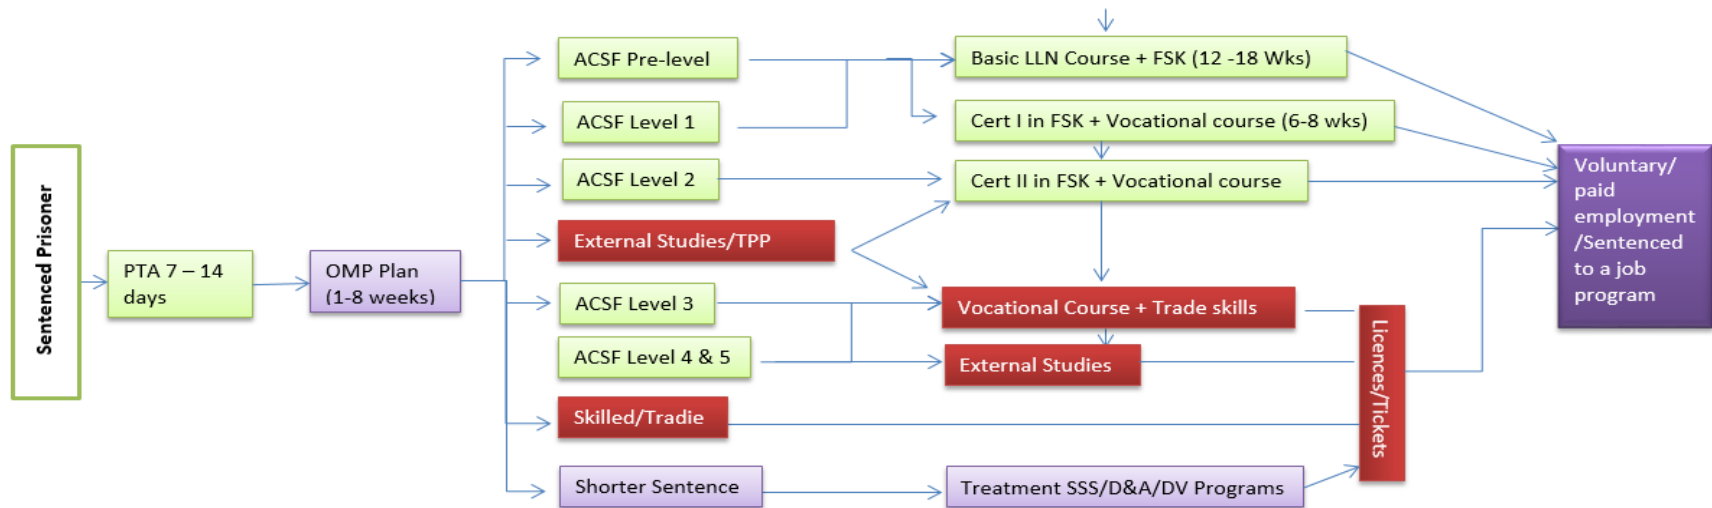 Sentenced Prisoner
PTA 7 – 14
days
OMP Plan
(1-8 weeks)
ACSF Pre-level
ACSF Level 1
ACSF Level 2
External Studies/TPP
ACSF Level 3
ACSF Level 4 & 5
Skilled/Tradie
Shorter Sentence
Basic LLN Course + FSK (12 -18 Wks)
Cert I in FSK + Vocational course (6-8 wks)
Cert II in FSK + Vocational course
Vocational Course + Trade skills
External Studies
Treatment SSS/D&A/DV Programs
Licences/Tickets
Voluntary/
paid
employment
/Sentenced
to a job
program